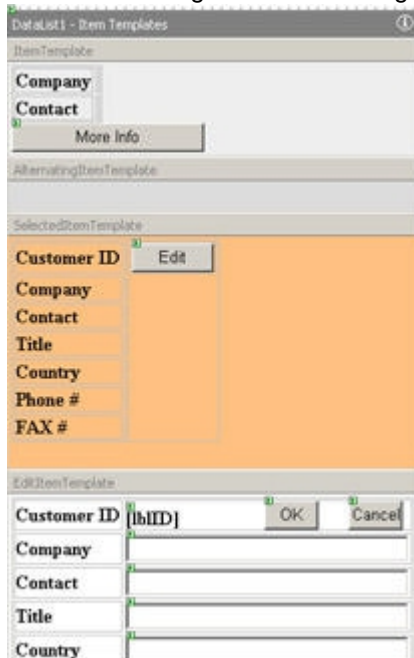 DataList1 - Item Templates
ItemTemplate
Company
Contact
More Info
AlternatingItemTemplate
SelectedItemTemplate
Customer ID Edit
Company
Contact
Title
Country
Phone #
FAX #
EditItemTemplate
Customer ID [lblID] OK Cancel
Company
Contact
Title
Country